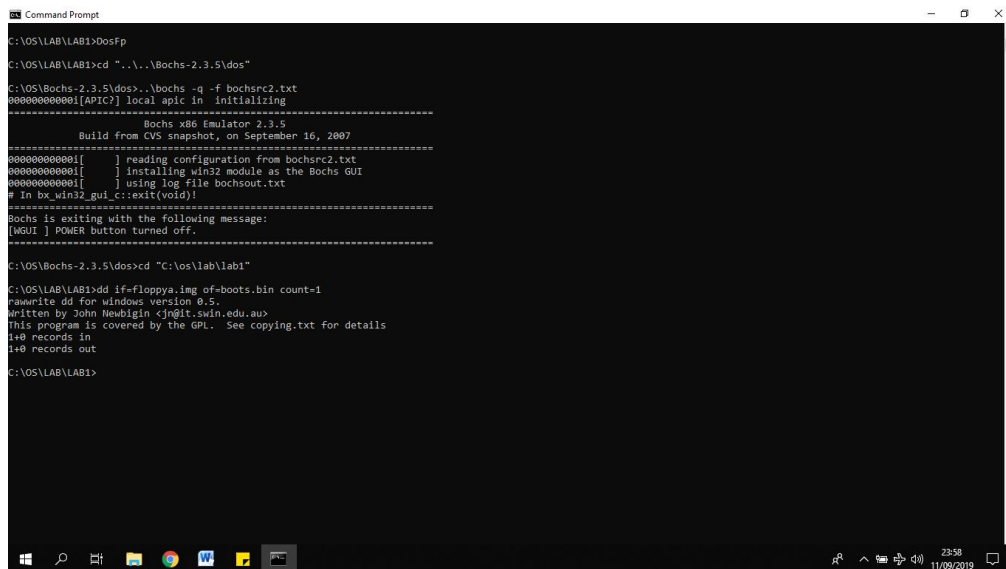 Command Prompt
C:\OS\LAB\LAB1>DosFp
C:\OS\LAB\LAB1>cd "..\..\Bochs-2.3.5\dos"
C:\OS\Bochs-2.3.5\dos>..\bochs -q -f bochsrc2.txt
00000000000i[APIC?] local apic in  initializing
========================================================================
Bochs x86 Emulator 2.3.5
Build from CVS snapshot, on September 16, 2007
========================================================================
00000000000i[     ] reading configuration from bochsrc2.txt
00000000000i[     ] installing win32 module as the Bochs GUI
00000000000i[     ] using log file bochsout.txt
# In bx_win32_gui_c::exit(void)!
========================================================================
Bochs is exiting with the following message:
[WGUI ] POWER button turned off.
========================================================================
C:\OS\Bochs-2.3.5\dos>cd "C:\os\lab\lab1"
C:\OS\LAB\LAB1>dd if=floppya.img of=boots.bin count=1
rawwrite dd for windows version 0.5.
Written by John Newbigin <jn@it.swin.edu.au>
This program is covered by the GPL.  See copying.txt for details
1+0 records in
1+0 records out
C:\OS\LAB\LAB1>
23:58
11/09/2019